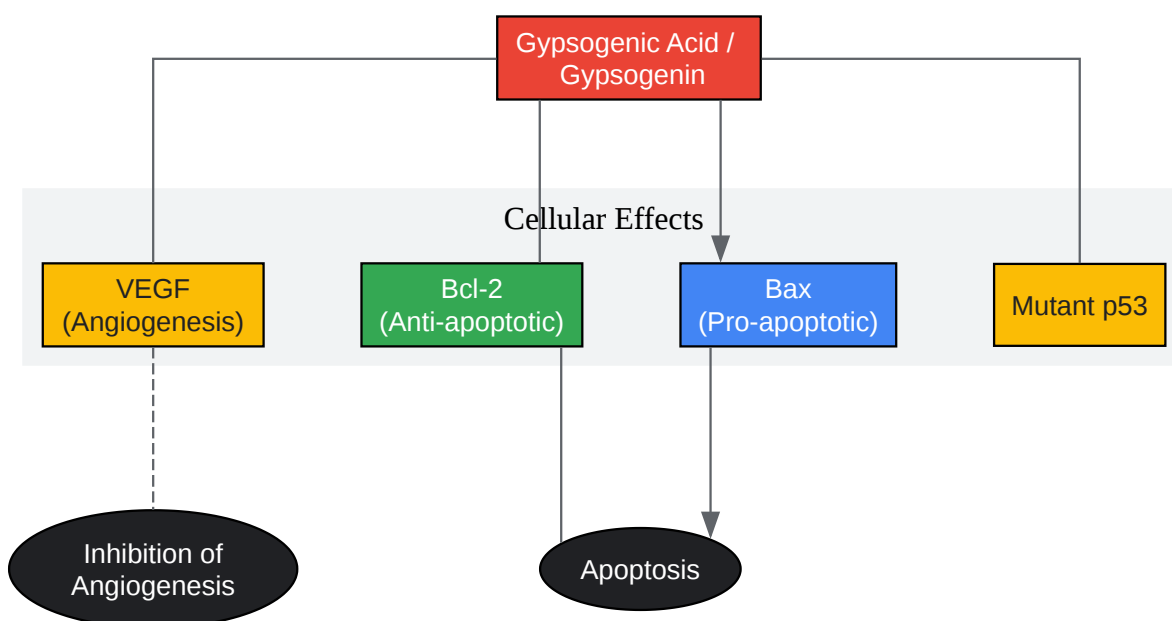 Gypsogenic Acid /
Gypsogenin
Cellular Effects
VEGF
(Angiogenesis)
Bcl-2
(Anti-apoptotic)
Bax
(Pro-apoptotic)
Mutant p53
Inhibition of
Angiogenesis
Apoptosis